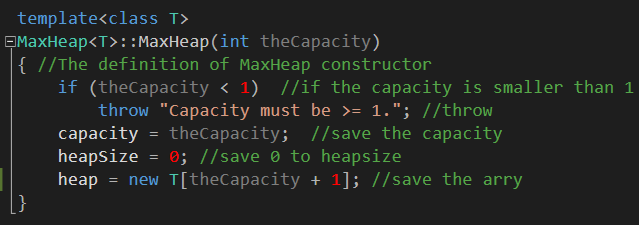 template<class T>
MaxHeap<T>::MaxHeap(int theCapacity)
{ //The definition of MaxHeap constructor
    if (theCapacity < 1)  //if the capacity is smaller than 1
        throw "Capacity must be >= 1."; //throw
    capacity = theCapacity;  //save the capacity
    heapSize = 0; //save 0 to heapsize
    heap = new T[theCapacity + 1]; //save the arry
}